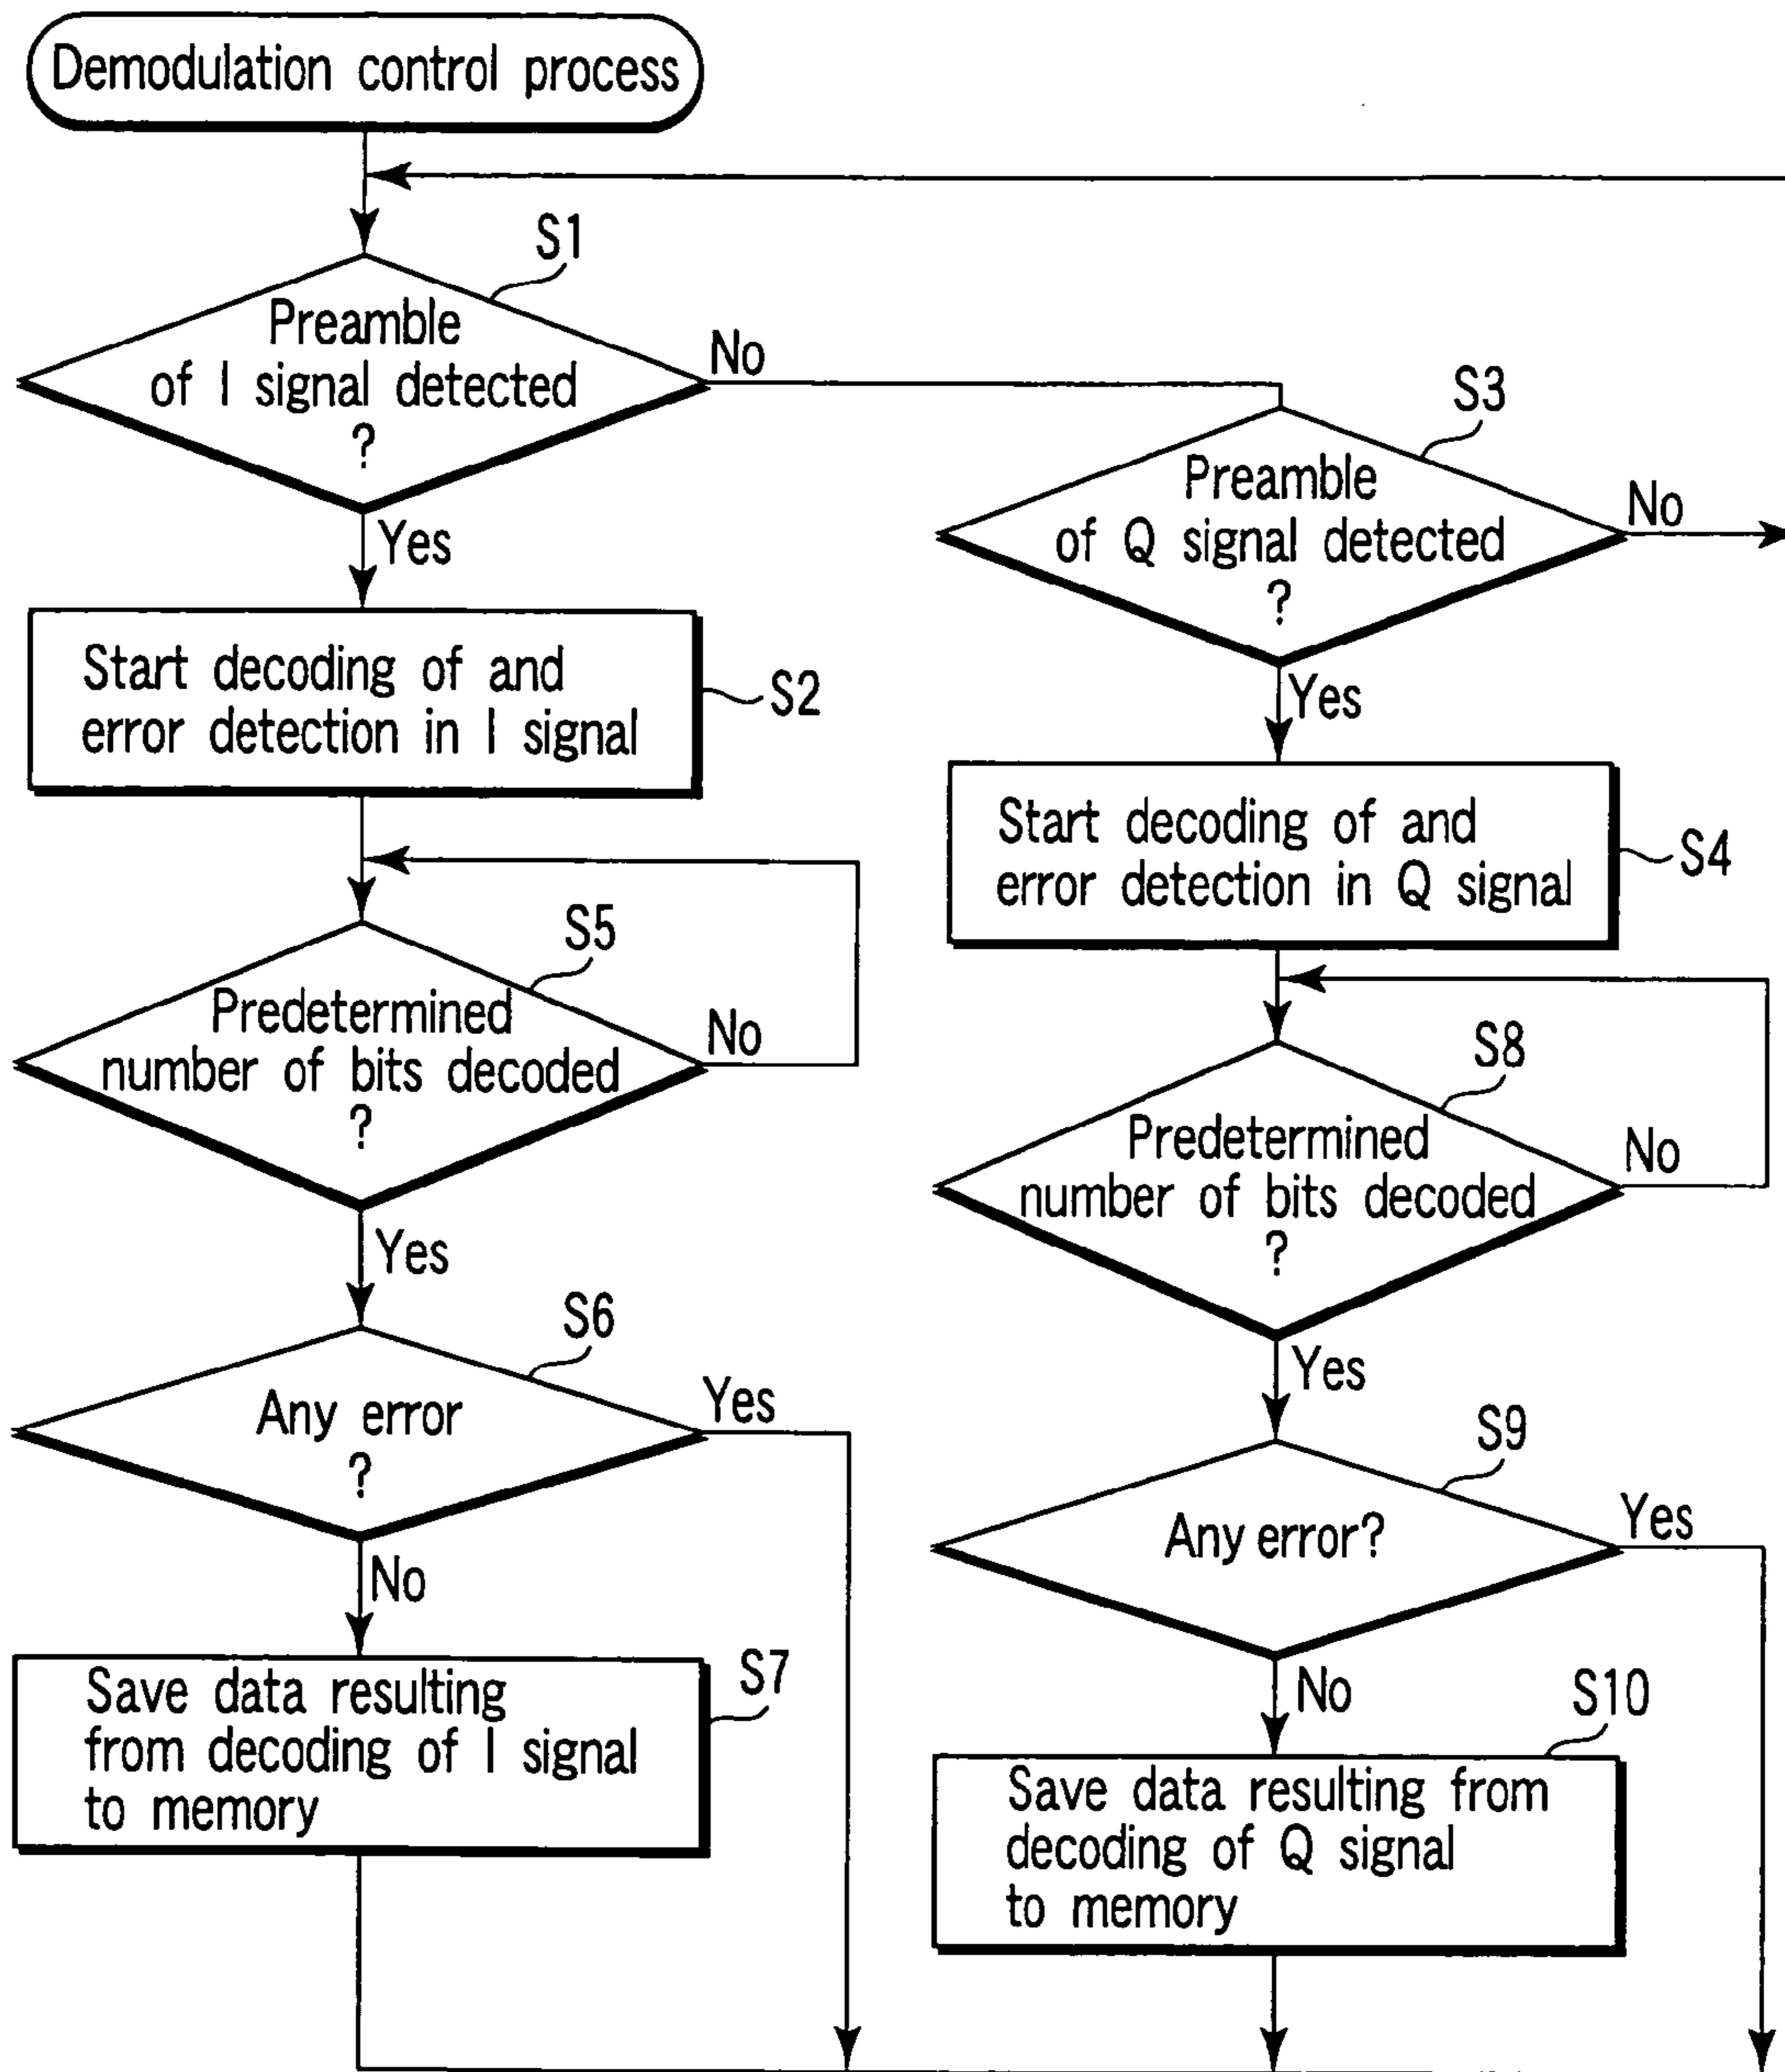 Demodulation control process
S1
Preamble
of I signal detected
?
No
Yes
S3
Preamble
of Q signal detected
?
No
Yes
Start decoding of and
error detection in I signal
S2
Start decoding of and
error detection in Q signal
S4
S5
Predetermined
number of bits decoded
?
No
Yes
S8
Predetermined
number of bits decoded
?
No
Yes
S6
Any error
?
Yes
No
S9
Any error?
Yes
No
S7
Save data resulting
from decoding of I signal
to memory
S10
Save data resulting from
decoding of Q signal
to memory